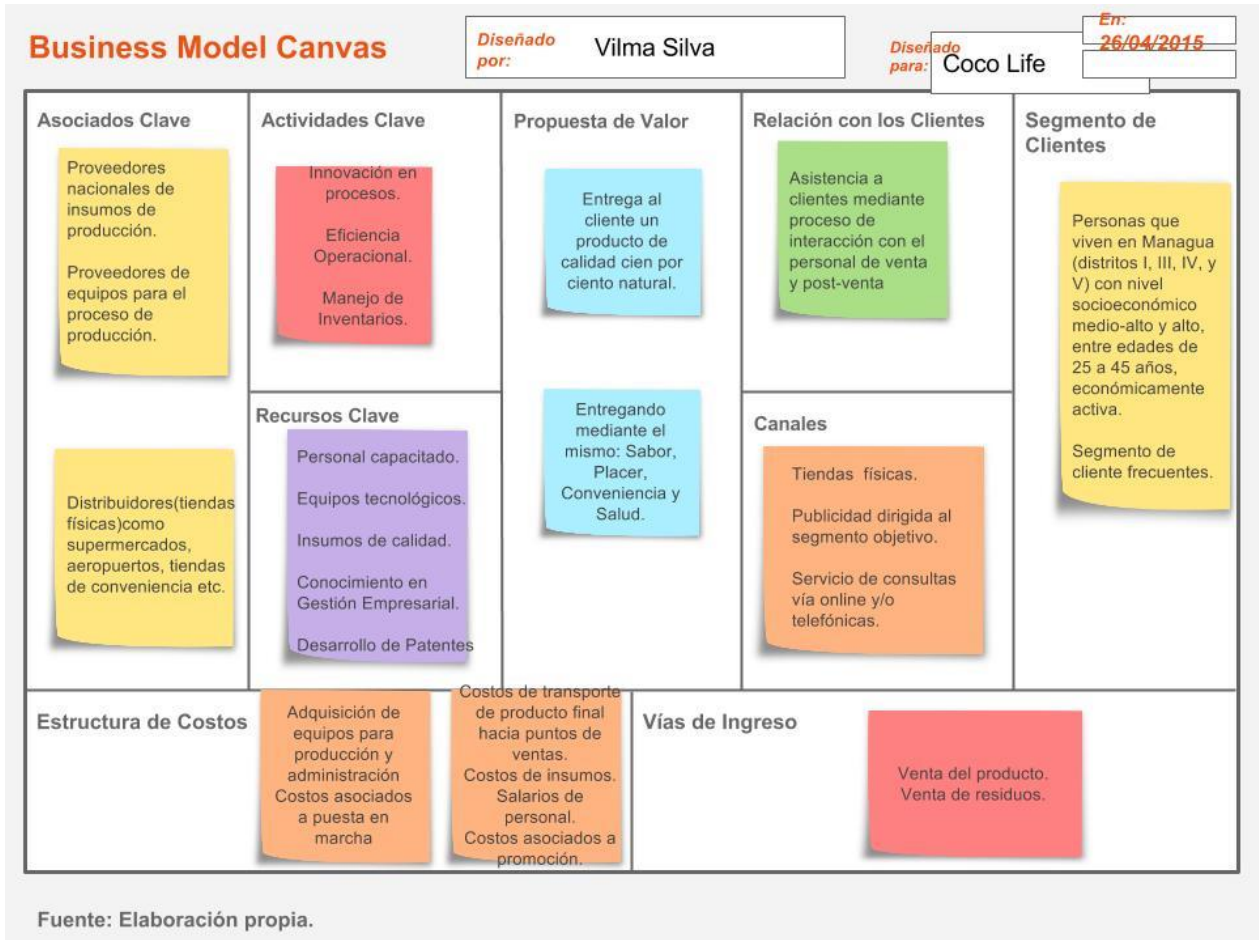 Business Model Canvas
Diseñado
por:
Vilma Silva
Diseñado
para:
Coco Life
En:
26/04/2015
Asociados Clave
Proveedores
nacionales de
insumos de
producción.
Proveedores de
equipos para el
proceso de
producción.
Distribuidores(tiendas
físicas)como
supermercados,
aeropuertos, tiendas
de conveniencia etc.
Actividades Clave
Innovación en
procesos.
Eficiencia
Operacional.
Manejo de
Inventarios.
Recursos Clave
Personal capacitado.
Equipos tecnológicos.
Insumos de calidad.
Conocimiento en
Gestión Empresarial.
Desarrollo de Patentes
Propuesta de Valor
Entrega al
cliente un
producto de
calidad cien por
ciento natural.
Entregando
mediante el
mismo: Sabor,
Placer,
Conveniencia y
Salud.
Relación con los Clientes
Asistencia a
clientes mediante
proceso de
interacción con el
personal de venta
y post-venta
Canales
Tiendas físicas.
Publicidad dirigida al
segmento objetivo.
Servicio de consultas
vía online y/o
telefónicas.
Segmento de
Clientes
Personas que
viven en Managua
(distritos I, III, IV, y
V) con nivel
socioeconómico
medio-alto y alto,
entre edades de
25 a 45 años,
económicamente
activa.
Segmento de
cliente frecuentes.
Estructura de Costos
Adquisición de
equipos para
producción y
administración
Costos asociados
a puesta en
marcha
Costos de transporte
de producto final
hacia puntos de
ventas.
Costos de insumos.
Salarios de
personal.
Costos asociados a
promoción.
Vías de Ingreso
Venta del producto.
Venta de residuos.
Fuente: Elaboración propia.